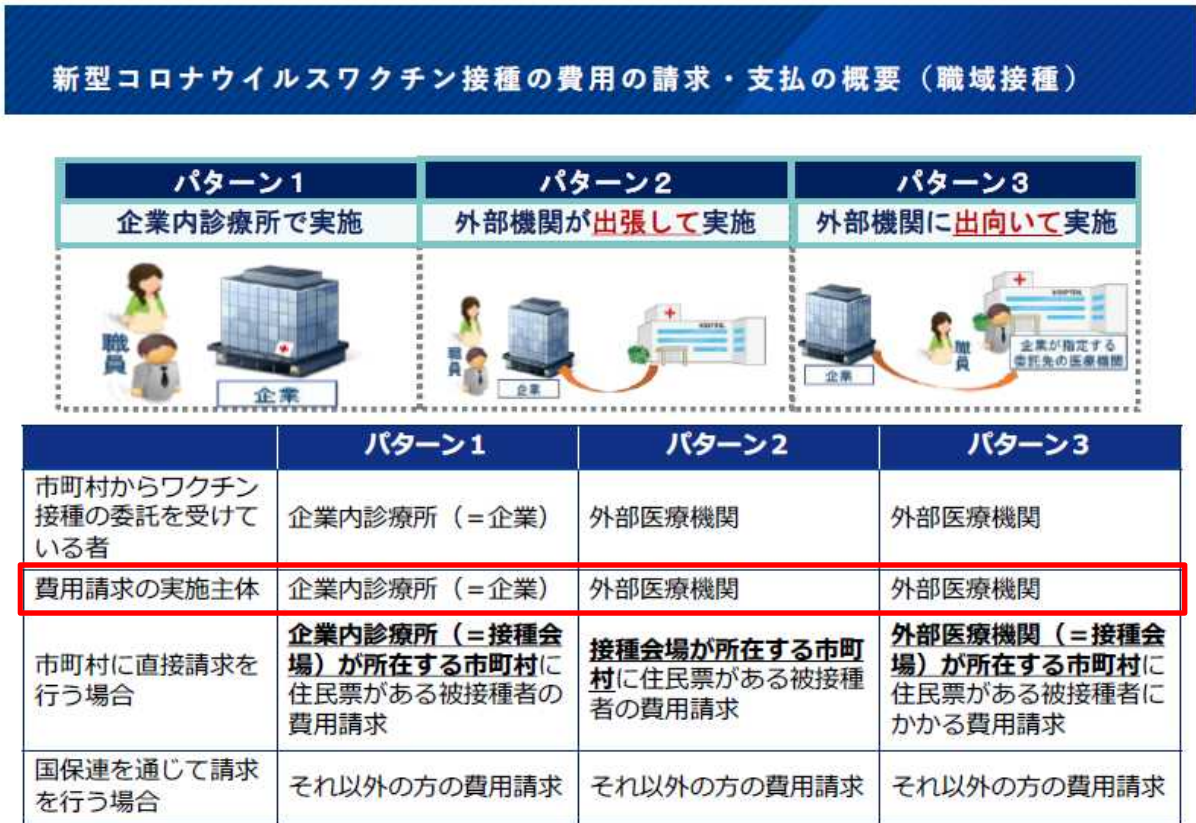 新型コロナウイルスワクチン接種の費用の請求・支払の概要（職域接種）
パターン１
パターン２
パターン３
企業内診療所で実施
外部機関が出張して実施
外部機関に出向いて実施
職員
企業
職員
企業
HOSPITAL
企業
職員
HOSPITAL
企業が指定する
委託先の医療機関
パターン１
パターン２
パターン３
市町村からワクチン
接種の委託を受けて
いる者
企業内診療所（＝企業）
外部医療機関
外部医療機関
費用請求の実施主体
企業内診療所（＝企業）
外部医療機関
外部医療機関
市町村に直接請求を
行う場合
企業内診療所（＝接種会
場）が所在する市町村に
住民票がある被接種者の
費用請求
接種会場が所在する市町
村に住民票がある被接種
者の費用請求
外部医療機関（＝接種会
場）が所在する市町村に
住民票がある被接種者に
かかる費用請求
国保連を通じて請求
を行う場合
それ以外の方の費用請求
それ以外の方の費用請求
それ以外の方の費用請求